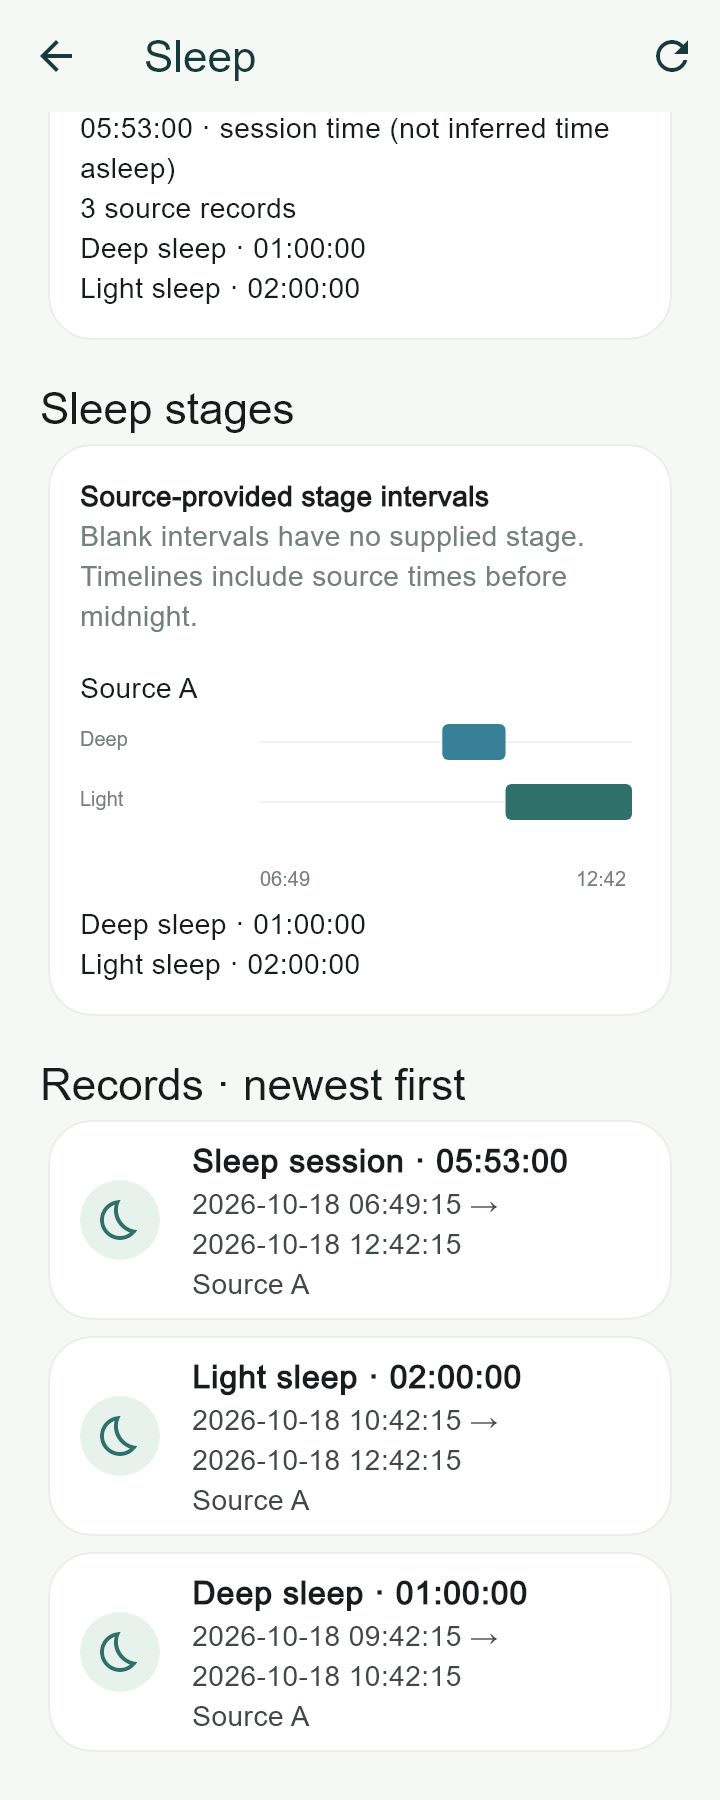 Sleep
05:53:00 · session time (not inferred time
asleep)
3 source records
Deep sleep · 01:00:00
Light sleep · 02:00:00
Sleep stages
Source-provided stage intervals
Blank intervals have no supplied stage.
Timelines include source times before
midnight.
Source A
Deep
Light
06:49 12:42
Deep sleep · 01:00:00
Light sleep · 02:00:00
Records · newest first
Sleep session · 05:53:00
2026-10-18 06:49:15 →
2026-10-18 12:42:15
Source A
Light sleep · 02:00:00
2026-10-18 10:42:15 →
2026-10-18 12:42:15
Source A
Deep sleep · 01:00:00
2026-10-18 09:42:15 →
2026-10-18 10:42:15
Source A